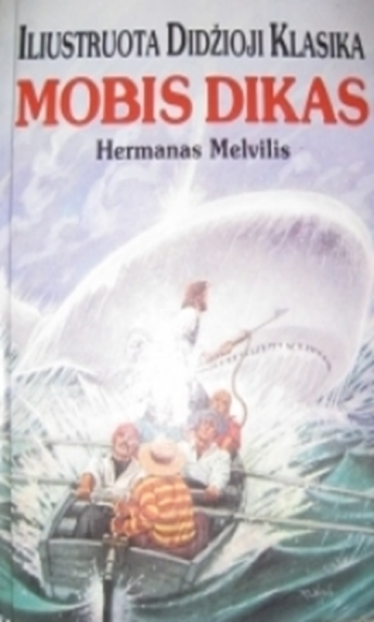 ILIUSTRUOTA DIDŽIOJI KLASIKA
MOBIS DIKAS
Hermanas Melvilis